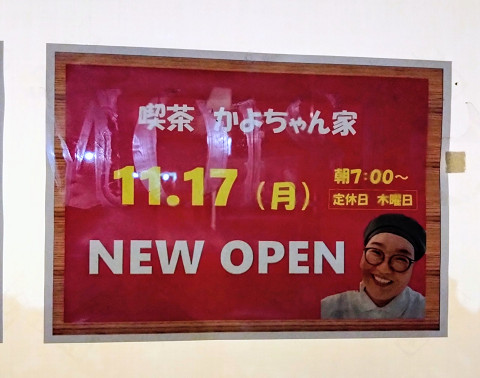 喫茶 かよちゃん家
11.17（月）
朝7:00～
定休日 木曜日
NEW OPEN